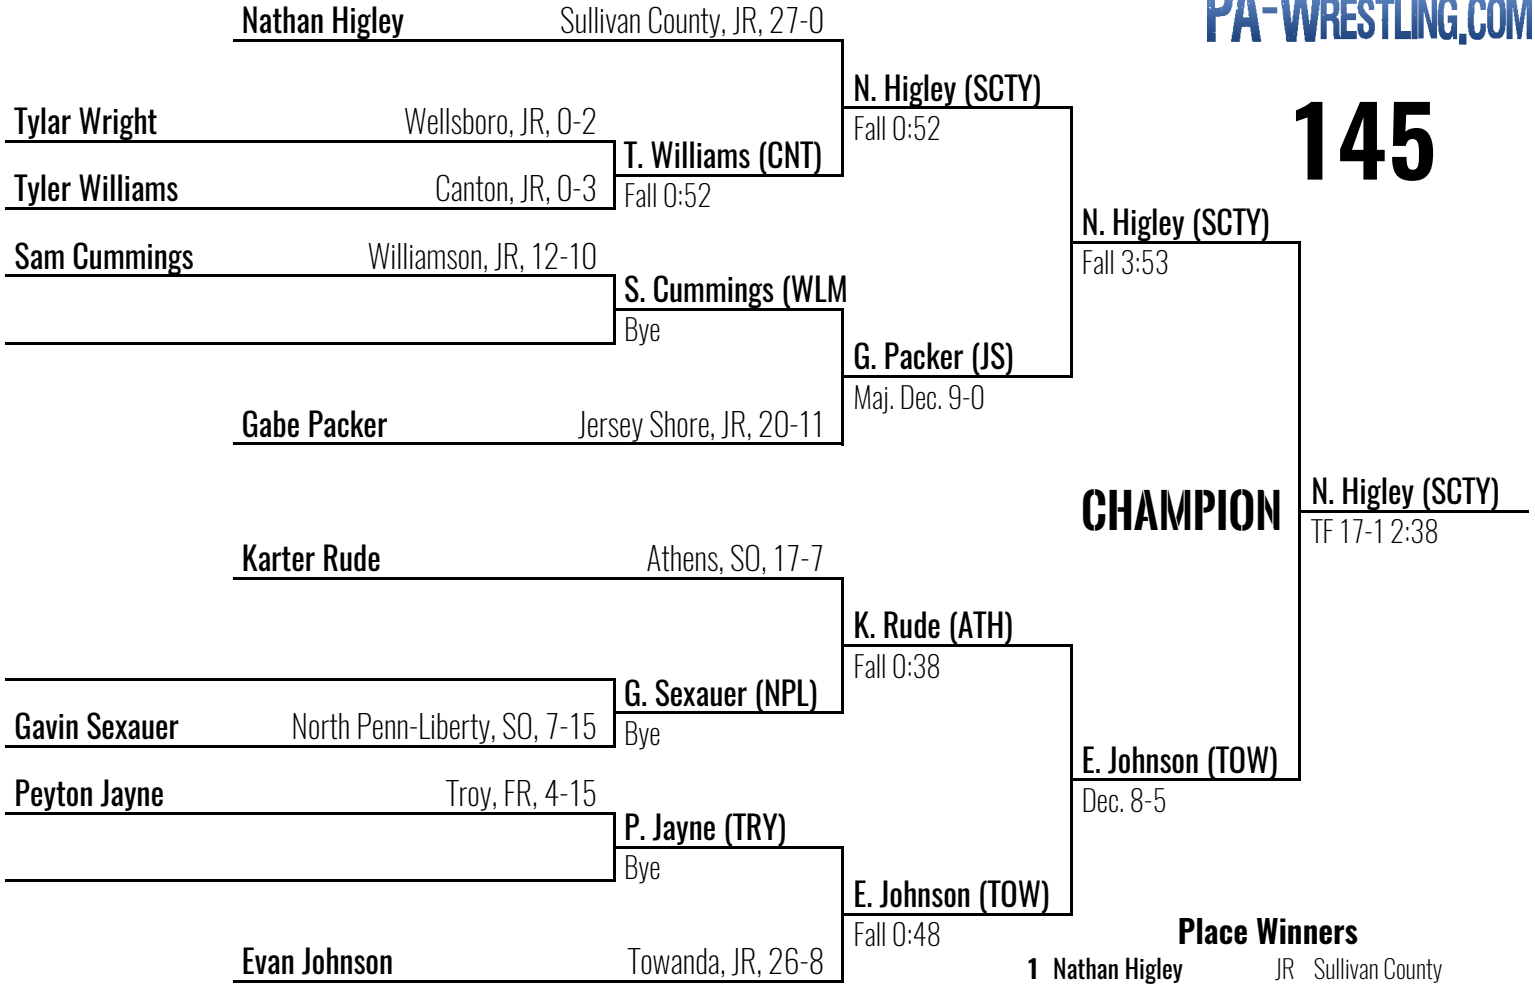 PA-WRESTLING.COM
145
Nathan Higley Sullivan County, JR, 27-0
N. Higley (SCTY)
Fall 0:52
Tylar Wright Wellsboro, JR, 0-2
T. Williams (CNT)
Fall 0:52
Tyler Williams Canton, JR, 0-3
N. Higley (SCTY)
Fall 3:53
Sam Cummings Williamson, JR, 12-10
S. Cummings (WLM
Bye
G. Packer (JS)
Maj. Dec. 9-0
Gabe Packer Jersey Shore, JR, 20-11
CHAMPION
N. Higley (SCTY)
TF 17-1 2:38
Karter Rude Athens, SO, 17-7
K. Rude (ATH)
Fall 0:38
G. Sexauer (NPL)
Bye
Gavin Sexauer North Penn-Liberty, SO, 7-15
E. Johnson (TOW)
Dec. 8-5
Peyton Jayne Troy, FR, 4-15
P. Jayne (TRY)
Bye
E. Johnson (TOW)
Fall 0:48
Evan Johnson Towanda, JR, 26-8
Place Winners
1 Nathan Higley JR Sullivan County